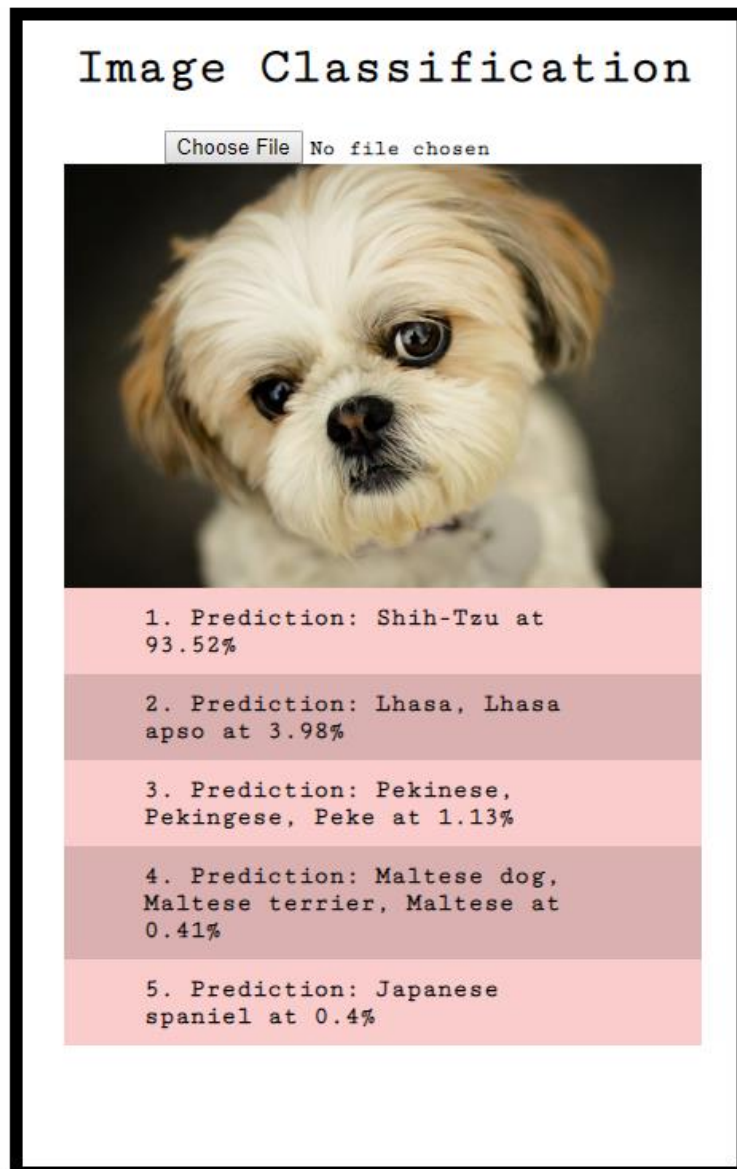 Image Classification
Choose File No file chosen
1. Prediction: Shih-Tzu at
93.52%
2. Prediction: Lhasa, Lhasa
apso at 3.98%
3. Prediction: Pekinese,
Pekingese, Peke at 1.13%
4. Prediction: Maltese dog,
Maltese terrier, Maltese at
0.41%
5. Prediction: Japanese
spaniel at 0.4%